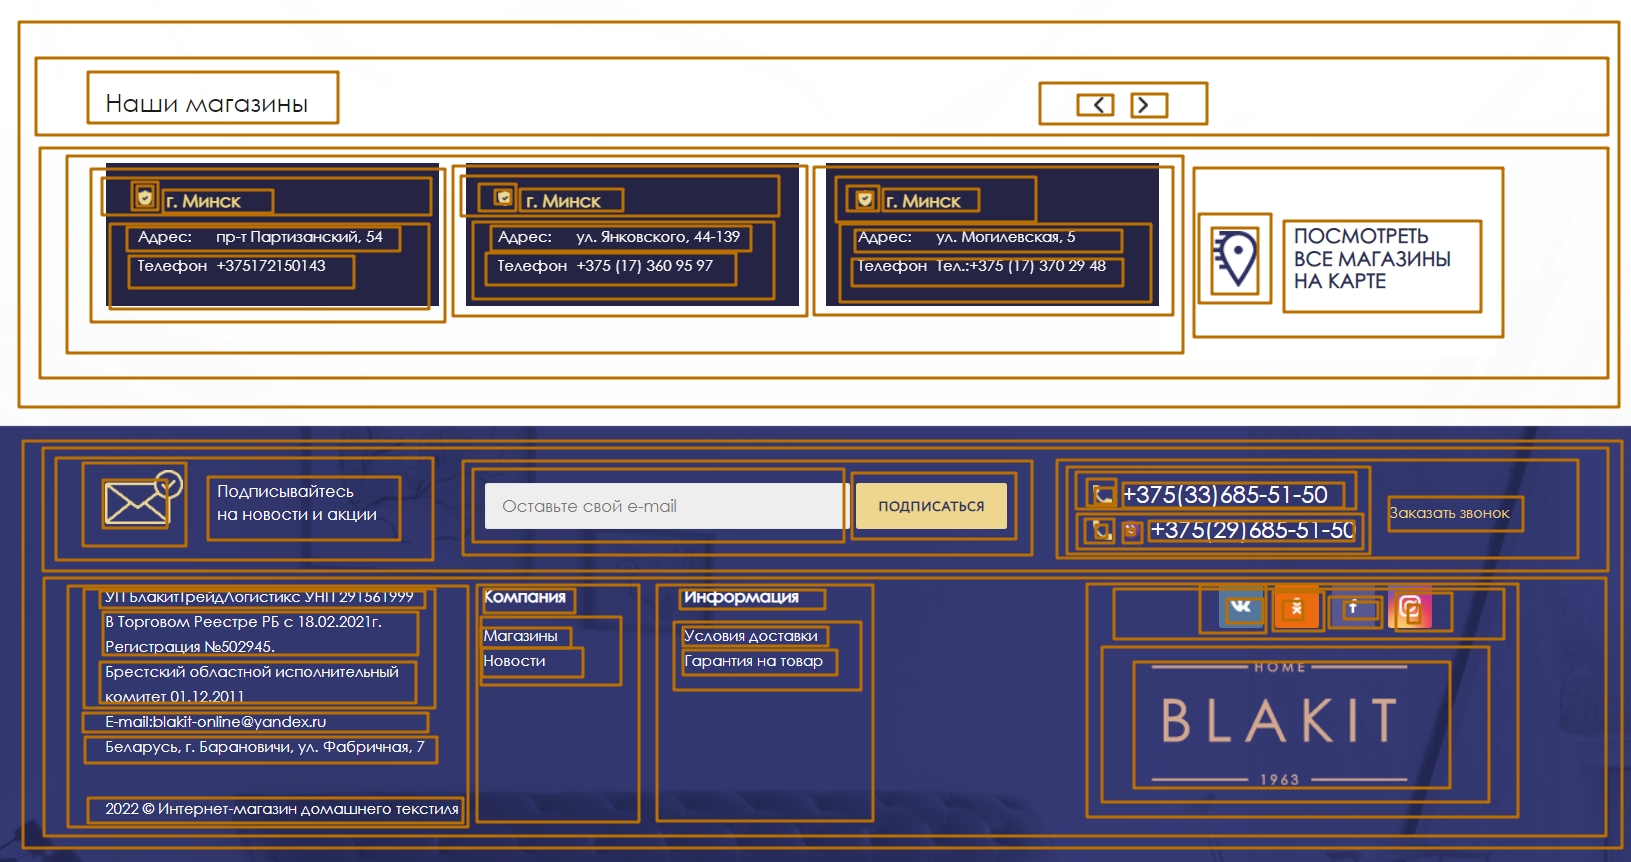 Наши магазины
г. Минск
Адрес: пр-т Партизанский, 54
Телефон +375172150143
г. Минск
Адрес: ул. Янковского, 44-139
Телефон +375 (17) 360 95 97
г. Минск
Адрес: ул. Могилевская, 5
Телефон Тел.:+375 (17) 370 29 48
ПОСМОТРЕТЬ
ВСЕ МАГАЗИНЫ
НА КАРТЕ
Подписывайтесь
на новости и акции
Оставьте свой e-mail
ПОДПИСАТЬСЯ
+375(33)685-51-50
+375(29)685-51-50
Заказать звонок
УП БлакитТрейдЛогистикс УНП 291561999
В Торговом Реестре РБ с 18.02.2021г.
Регистрация №502945.
Брестский областной исполнительный
комитет 01.12.2011
E-mail:blakit-online@yandex.ru
Беларусь, г. Барановичи, ул. Фабричная, 7
2022 © Интернет-магазин домашнего текстиля
Компания
Магазины
Новости
Информация
Условия доставки
Гарантия на товар
HOME
BLAKIT
1963